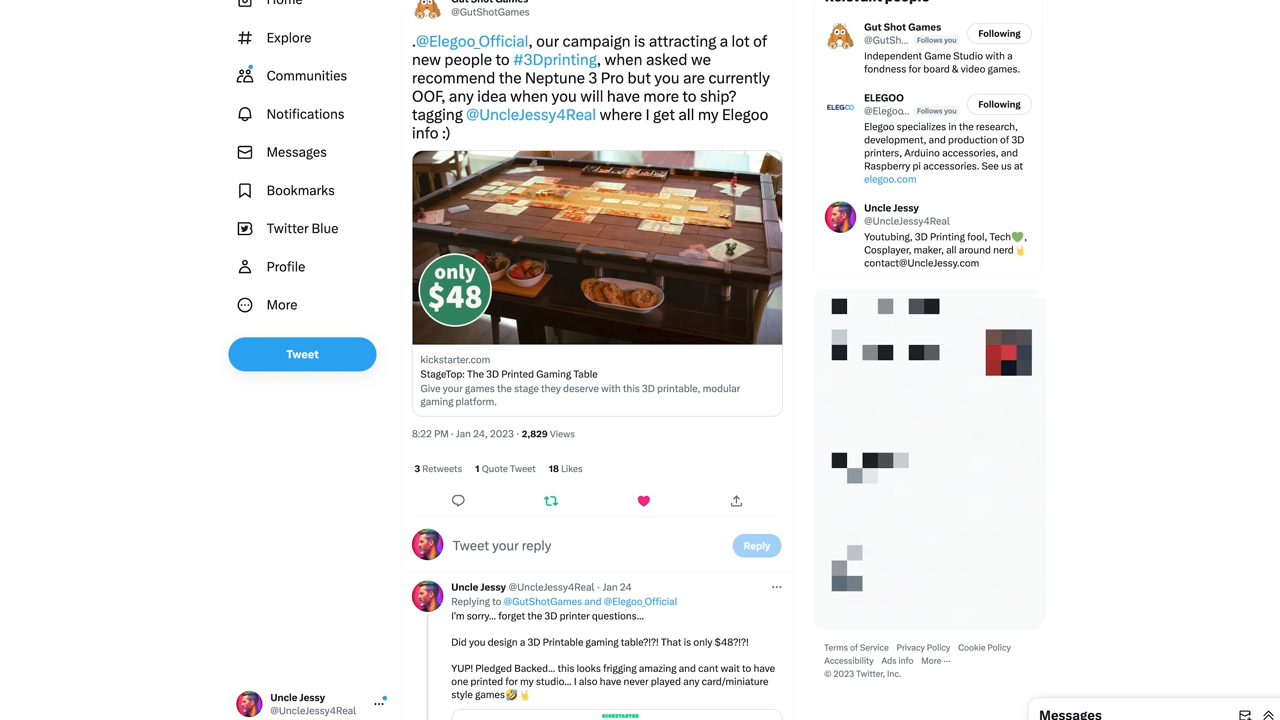 Home
Explore
Communities
Notifications
Messages
Bookmarks
Twitter Blue
Profile
More
Tweet
Uncle Jessy
@UncleJessy4Real
Gut Shot Games
@GutShotGames
.@Elegoo_Official, our campaign is attracting a lot of
new people to #3Dprinting, when asked we
recommend the Neptune 3 Pro but you are currently
OOF, any idea when you will have more to ship?
tagging @UncleJessy4Real where I get all my Elegoo
info :)
only
$48
kickstarter.com
StageTop: The 3D Printed Gaming Table
Give your games the stage they deserve with this 3D printable, modular
gaming platform.
8:22 PM · Jan 24, 2023 · 2,829 Views
3 Retweets 1 Quote Tweet 18 Likes
Tweet your reply
Reply
Uncle Jessy @UncleJessy4Real · Jan 24
Replying to @GutShotGames and @Elegoo_Official
I'm sorry... forget the 3D printer questions...
Did you design a 3D Printable gaming table?!?! That is only $48?!?!
YUP! Pledged Backed... this looks frigging amazing and cant wait to have
one printed for my studio... I also have never played any card/miniature
style games🤣🤘
KICKSTARTER
Relevant people
Gut Shot Games
@GutSh... Follows you
Following
Independent Game Studio with a
fondness for board & video games.
ELEGOO
@Elegoo... Follows you
Following
ELEGOO
Elegoo specializes in the research,
development, and production of 3D
printers, Arduino accessories, and
Raspberry pi accessories. See us at
elegoo.com
Uncle Jessy
@UncleJessy4Real
Youtubing, 3D Printing fool, Tech💚,
Cosplayer, maker, all around nerd🤘
contact@UncleJessy.com
Terms of Service Privacy Policy Cookie Policy
Accessibility Ads info More ···
© 2023 Twitter, Inc.
Messages